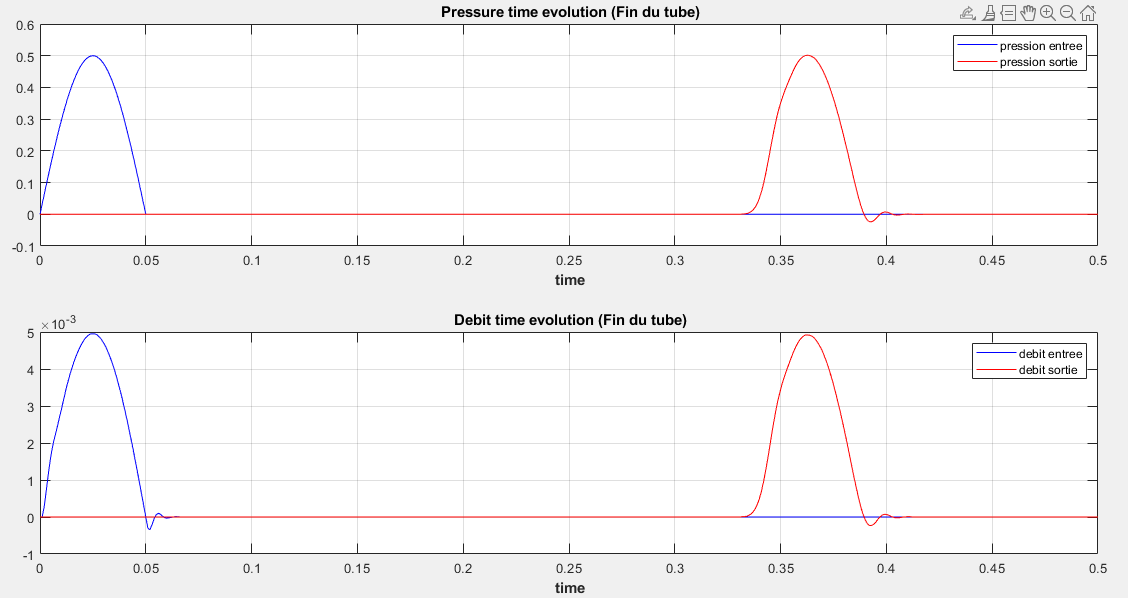 Pressure time evolution (Fin du tube)
0.6
0.5
0.4
0.3
0.2
0.1
0
-0.1
pression entree
pression sortie
0 0.05 0.1 0.15 0.2 0.25 0.3 0.35 0.4 0.45 0.5
time
Debit time evolution (Fin du tube)
×10⁻³
5
4
3
2
1
0
-1
debit entree
debit sortie
0 0.05 0.1 0.15 0.2 0.25 0.3 0.35 0.4 0.45 0.5
time